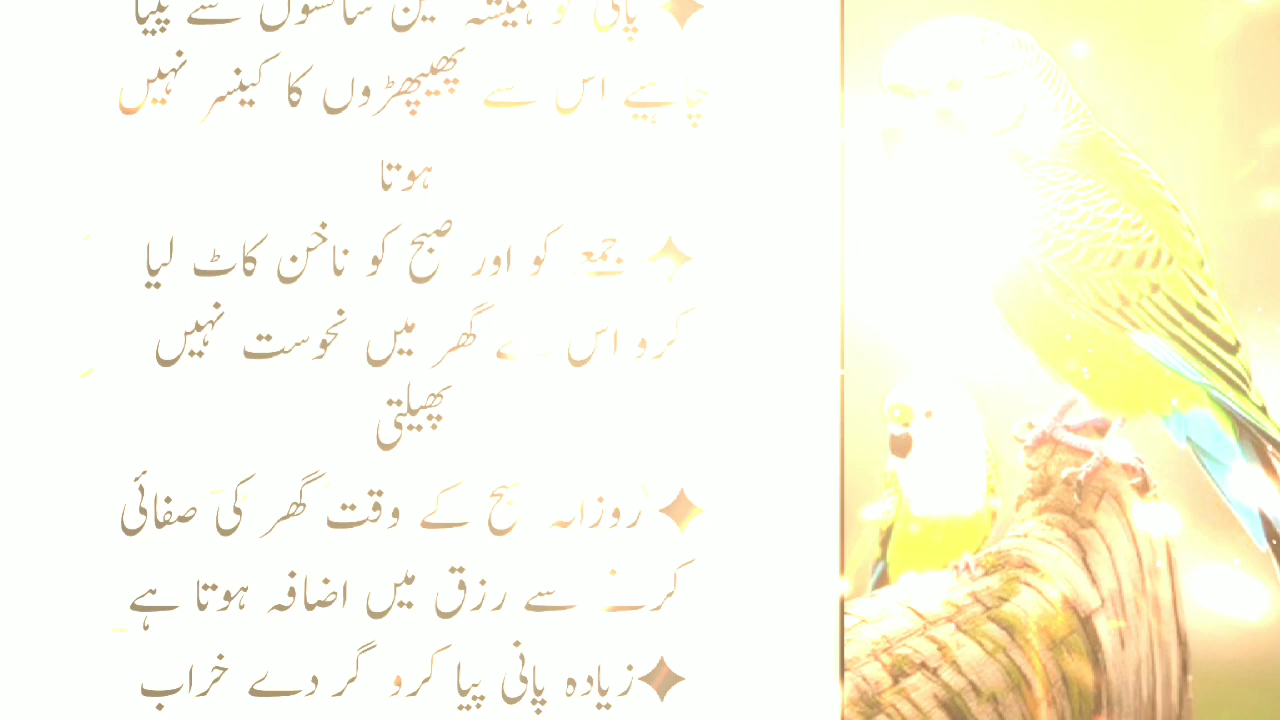 پانی کو ہمیشہ تین سانسوں سے پینا
چاہیے اس سے پھیپھڑوں کا کینسر نہیں
ہوتا
جمعہ کو اور صبح کو ناخن کاٹ لیا
کرو اس سے گھر میں نحوست نہیں
پھیلتی
روزانہ صبح کے وقت گھر کی صفائی
کرنے سے رزق میں اضافہ ہوتا ہے
زیادہ پانی پیا کرو گردے خراب